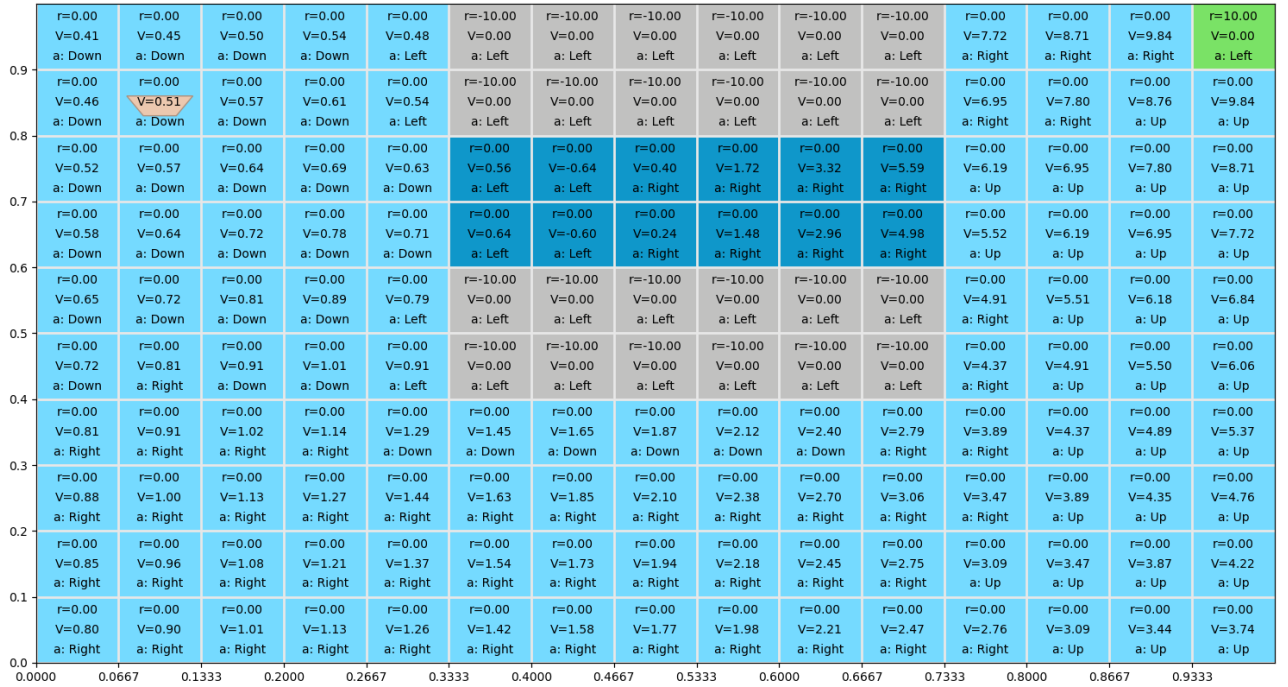 r=0.00 r=0.00 r=0.00 r=0.00 r=0.00 r=-10.00 r=-10.00 r=-10.00 r=-10.00 r=-10.00 r=-10.00 r=0.00 r=0.00 r=0.00 r=10.00
V=0.41 V=0.45 V=0.50 V=0.54 V=0.48 V=0.00 V=0.00 V=0.00 V=0.00 V=0.00 V=0.00 V=7.72 V=8.71 V=9.84 V=0.00
a: Down a: Down a: Down a: Down a: Left a: Left a: Left a: Left a: Left a: Left a: Left a: Right a: Right a: Right a: Left
0.9
r=0.00 r=0.00 r=0.00 r=0.00 r=0.00 r=-10.00 r=-10.00 r=-10.00 r=-10.00 r=-10.00 r=-10.00 r=0.00 r=0.00 r=0.00 r=0.00
V=0.46 V=0.51 V=0.57 V=0.61 V=0.54 V=0.00 V=0.00 V=0.00 V=0.00 V=0.00 V=0.00 V=6.95 V=7.80 V=8.76 V=9.84
a: Down a: Down a: Down a: Down a: Left a: Left a: Left a: Left a: Left a: Left a: Left a: Right a: Right a: Up a: Up
0.8
r=0.00 r=0.00 r=0.00 r=0.00 r=0.00 r=0.00 r=0.00 r=0.00 r=0.00 r=0.00 r=0.00 r=0.00 r=0.00 r=0.00 r=0.00
V=0.52 V=0.57 V=0.64 V=0.69 V=0.63 V=0.56 V=-0.64 V=0.40 V=1.72 V=3.32 V=5.59 V=6.19 V=6.95 V=7.80 V=8.71
a: Down a: Down a: Down a: Down a: Down a: Left a: Left a: Right a: Right a: Right a: Right a: Up a: Up a: Up a: Up
0.7
r=0.00 r=0.00 r=0.00 r=0.00 r=0.00 r=0.00 r=0.00 r=0.00 r=0.00 r=0.00 r=0.00 r=0.00 r=0.00 r=0.00 r=0.00
V=0.58 V=0.64 V=0.72 V=0.78 V=0.71 V=0.64 V=-0.60 V=0.24 V=1.48 V=2.96 V=4.98 V=5.52 V=6.19 V=6.95 V=7.72
a: Down a: Down a: Down a: Down a: Down a: Left a: Left a: Right a: Right a: Right a: Right a: Up a: Up a: Up a: Up
0.6
r=0.00 r=0.00 r=0.00 r=0.00 r=0.00 r=-10.00 r=-10.00 r=-10.00 r=-10.00 r=-10.00 r=-10.00 r=0.00 r=0.00 r=0.00 r=0.00
V=0.65 V=0.72 V=0.81 V=0.89 V=0.79 V=0.00 V=0.00 V=0.00 V=0.00 V=0.00 V=0.00 V=4.91 V=5.51 V=6.18 V=6.84
a: Down a: Down a: Down a: Down a: Left a: Left a: Left a: Left a: Left a: Left a: Left a: Right a: Up a: Up a: Up
0.5
r=0.00 r=0.00 r=0.00 r=0.00 r=0.00 r=-10.00 r=-10.00 r=-10.00 r=-10.00 r=-10.00 r=-10.00 r=0.00 r=0.00 r=0.00 r=0.00
V=0.72 V=0.81 V=0.91 V=1.01 V=0.91 V=0.00 V=0.00 V=0.00 V=0.00 V=0.00 V=0.00 V=4.37 V=4.91 V=5.50 V=6.06
a: Down a: Right a: Down a: Down a: Left a: Left a: Left a: Left a: Left a: Left a: Left a: Right a: Up a: Up a: Up
0.4
r=0.00 r=0.00 r=0.00 r=0.00 r=0.00 r=0.00 r=0.00 r=0.00 r=0.00 r=0.00 r=0.00 r=0.00 r=0.00 r=0.00 r=0.00
V=0.81 V=0.91 V=1.02 V=1.14 V=1.29 V=1.45 V=1.65 V=1.87 V=2.12 V=2.40 V=2.79 V=3.89 V=4.37 V=4.89 V=5.37
a: Right a: Right a: Right a: Right a: Down a: Down a: Down a: Down a: Down a: Down a: Right a: Right a: Up a: Up a: Up
0.3
r=0.00 r=0.00 r=0.00 r=0.00 r=0.00 r=0.00 r=0.00 r=0.00 r=0.00 r=0.00 r=0.00 r=0.00 r=0.00 r=0.00 r=0.00
V=0.88 V=1.00 V=1.13 V=1.27 V=1.44 V=1.63 V=1.85 V=2.10 V=2.38 V=2.70 V=3.06 V=3.47 V=3.89 V=4.35 V=4.76
a: Right a: Right a: Right a: Right a: Right a: Right a: Right a: Right a: Right a: Right a: Right a: Right a: Up a: Up a: Up
0.2
r=0.00 r=0.00 r=0.00 r=0.00 r=0.00 r=0.00 r=0.00 r=0.00 r=0.00 r=0.00 r=0.00 r=0.00 r=0.00 r=0.00 r=0.00
V=0.85 V=0.96 V=1.08 V=1.21 V=1.37 V=1.54 V=1.73 V=1.94 V=2.18 V=2.45 V=2.75 V=3.09 V=3.47 V=3.87 V=4.22
a: Right a: Right a: Right a: Right a: Right a: Right a: Right a: Right a: Right a: Right a: Right a: Up a: Up a: Up a: Up
0.1
r=0.00 r=0.00 r=0.00 r=0.00 r=0.00 r=0.00 r=0.00 r=0.00 r=0.00 r=0.00 r=0.00 r=0.00 r=0.00 r=0.00 r=0.00
V=0.80 V=0.90 V=1.01 V=1.13 V=1.26 V=1.42 V=1.58 V=1.77 V=1.98 V=2.21 V=2.47 V=2.76 V=3.09 V=3.44 V=3.74
a: Right a: Right a: Right a: Right a: Right a: Right a: Right a: Right a: Right a: Right a: Right a: Right a: Up a: Up a: Up
0.0
0.0000 0.0667 0.1333 0.2000 0.2667 0.3333 0.4000 0.4667 0.5333 0.6000 0.6667 0.7333 0.8000 0.8667 0.9333